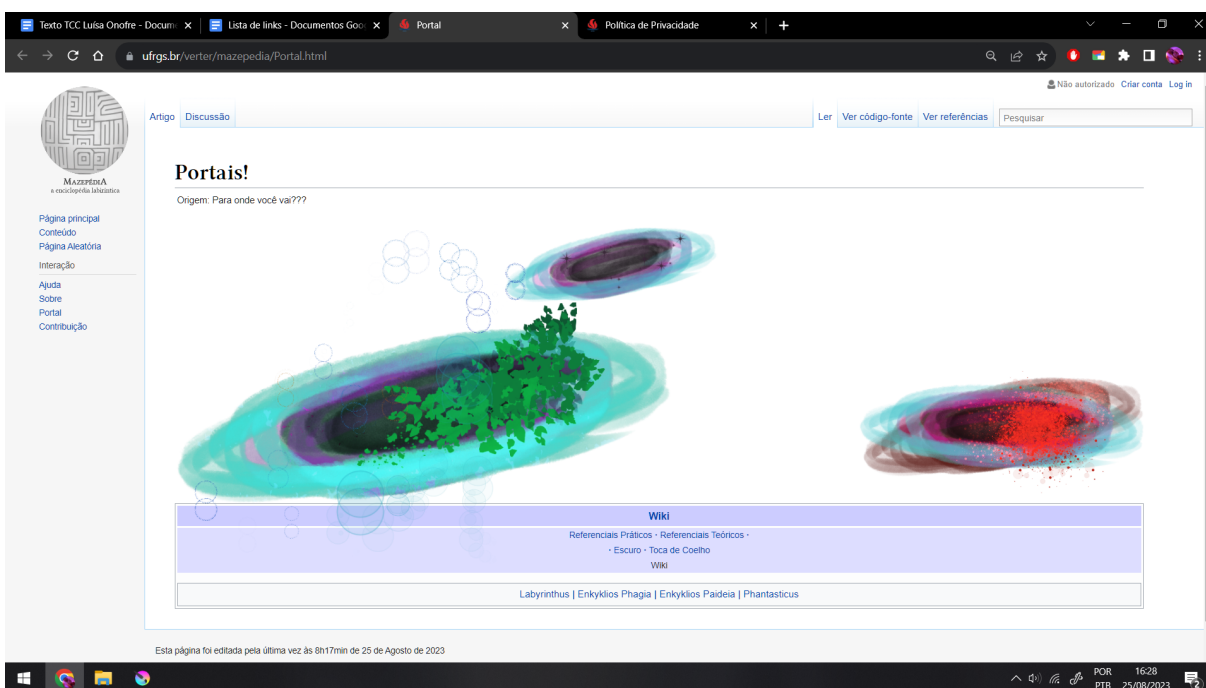 Texto TCC Luísa Onofre - Docum
Lista de links - Documentos Goo
Portal
Política de Privacidade
ufrgs.br/verter/mazepedia/Portal.html
Não autorizado Criar conta Log in
Artigo Discussão
Ler Ver código-fonte Ver referências Pesquisar
MAZEPÉDIA
a enciclopédia labiríntica
Portais!
Origem: Para onde você vai???
Página principal
Conteúdo
Página Aleatória
Interação
Ajuda
Sobre
Portal
Contribuição
Wiki
Referenciais Práticos · Referenciais Teóricos ·
· Escuro · Toca de Coelho
Wiki
Labyrinthus | Enkyklios Phagia | Enkyklios Paideia | Phantasticus
Esta página foi editada pela última vez às 8h17min de 25 de Agosto de 2023
POR 16:28
PTB 25/08/2023
2